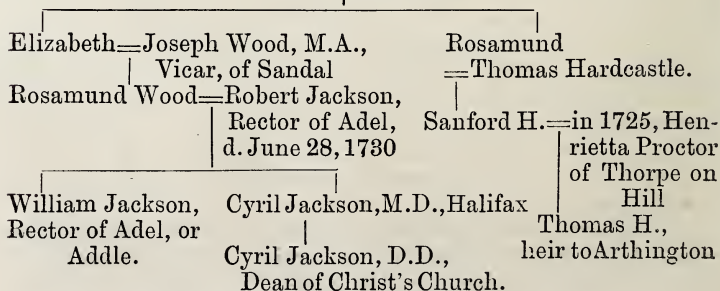 Elizabeth=Joseph Wood, M.A., Rosamund
Vicar, of Sandal =Thomas Hardcastle.
Rosamund Wood=Robert Jackson,
Rector of Adel, Sanford H.=in 1725, Hen-
d. June 28, 1730 rietta Proctor
of Thorpe on
William Jackson, Cyril Jackson, M.D., Halifax Hill
Rector of Adel, or Thomas H.,
Addle. Cyril Jackson, D.D., heir to Arthington
Dean of Christ's Church.